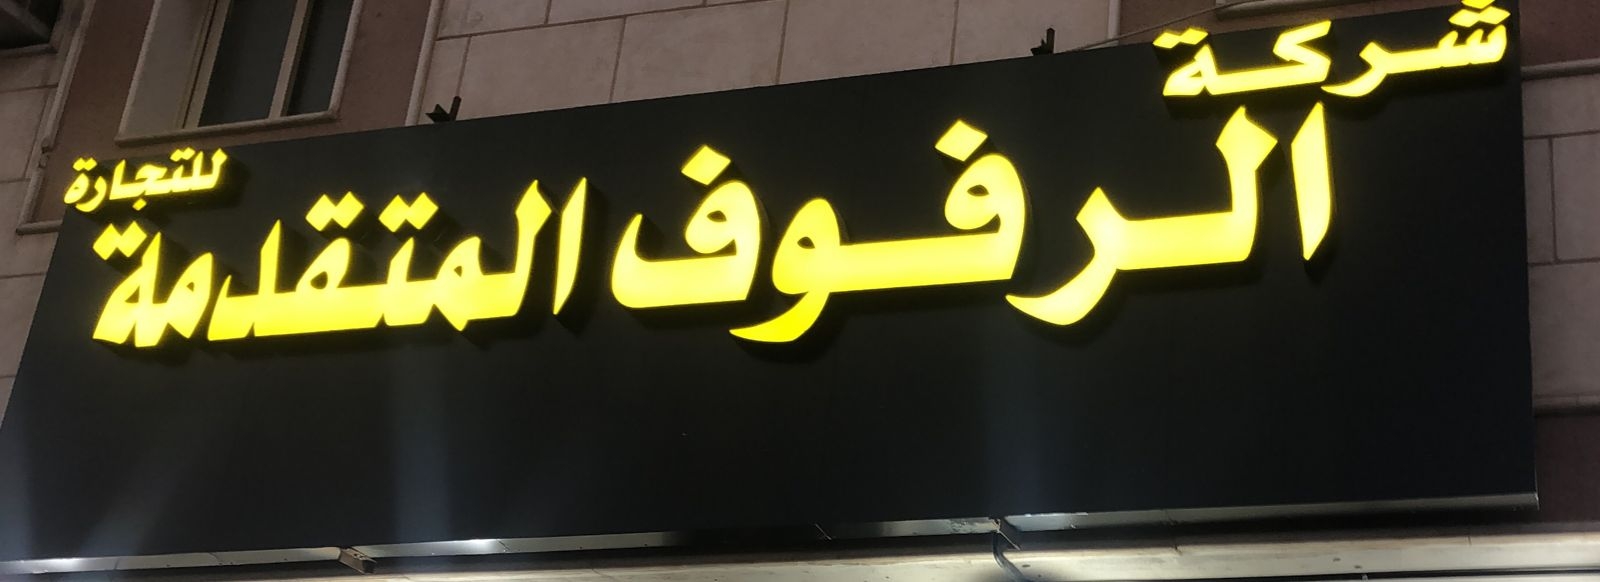 شركة
الرفوف المتقدمة
للتجارة